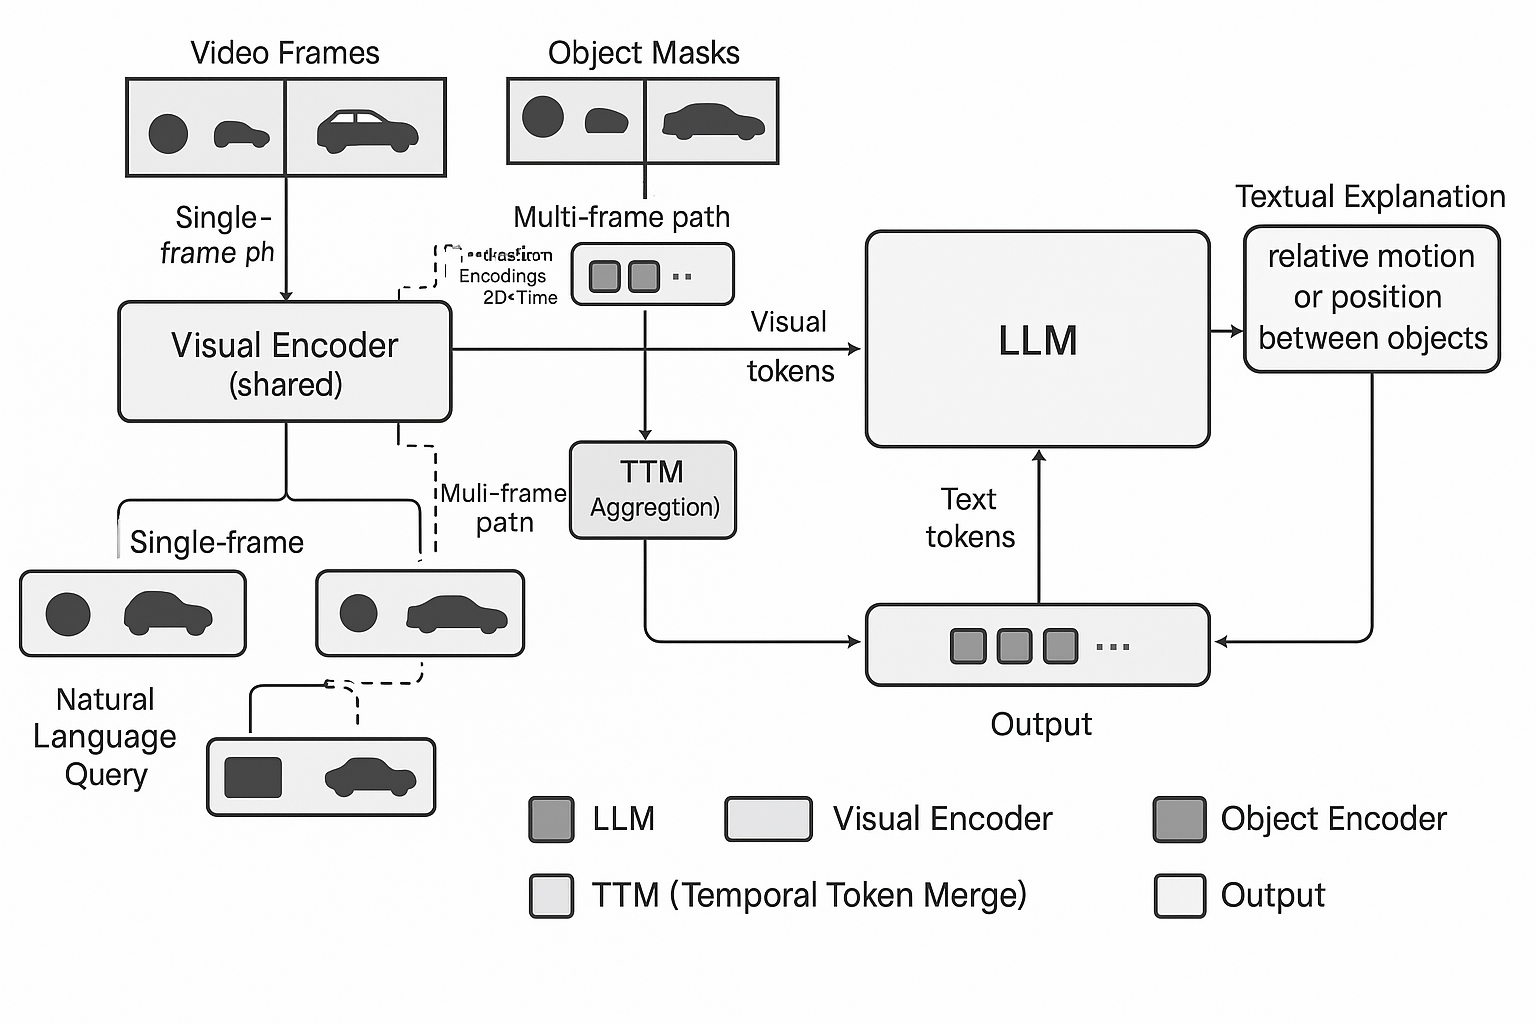 Video Frames
Object Masks
Single-
frame ph
Multi-frame path
Encodings
2D<Time
Textual Explanation
relative motion
or position
between objects
Visual Encoder
(shared)
Visual
tokens
LLM
TTM
Aggregtion)
Muli-frame
patn
Text
tokens
Single-frame
Natural
Language
Query
Output
LLM
Visual Encoder
Object Encoder
TTM (Temporal Token Merge)
Output